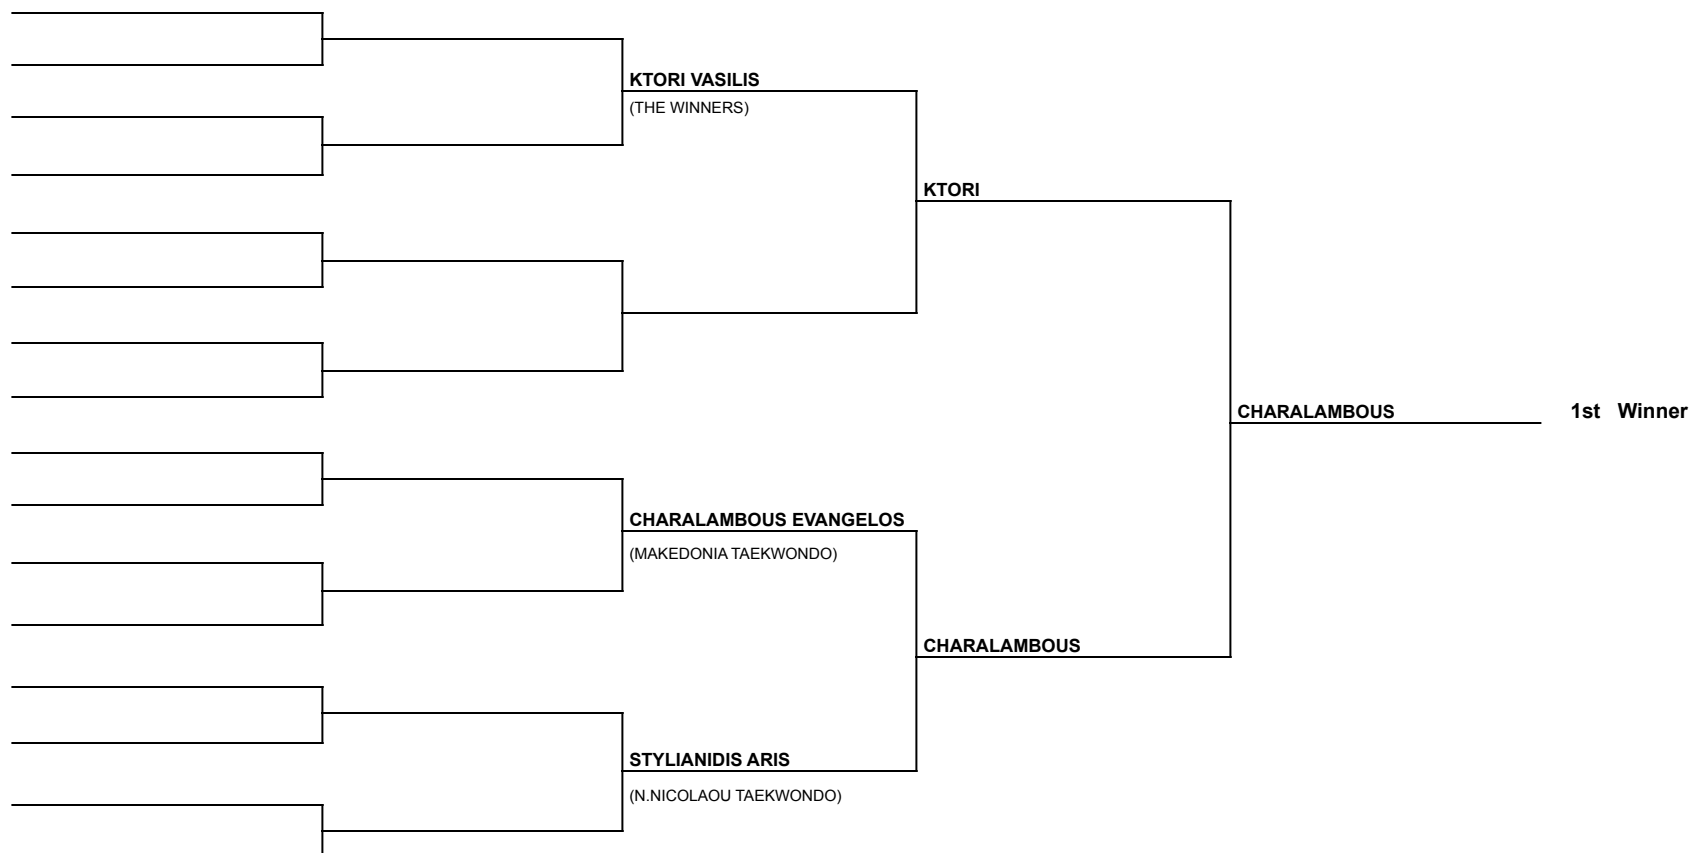 KTORI VASILIS
(THE WINNERS)
KTORI
CHARALAMBOUS
1st Winner
CHARALAMBOUS EVANGELOS
(MAKEDONIA TAEKWONDO)
CHARALAMBOUS
STYLIANIDIS ARIS
(N.NICOLAOU TAEKWONDO)